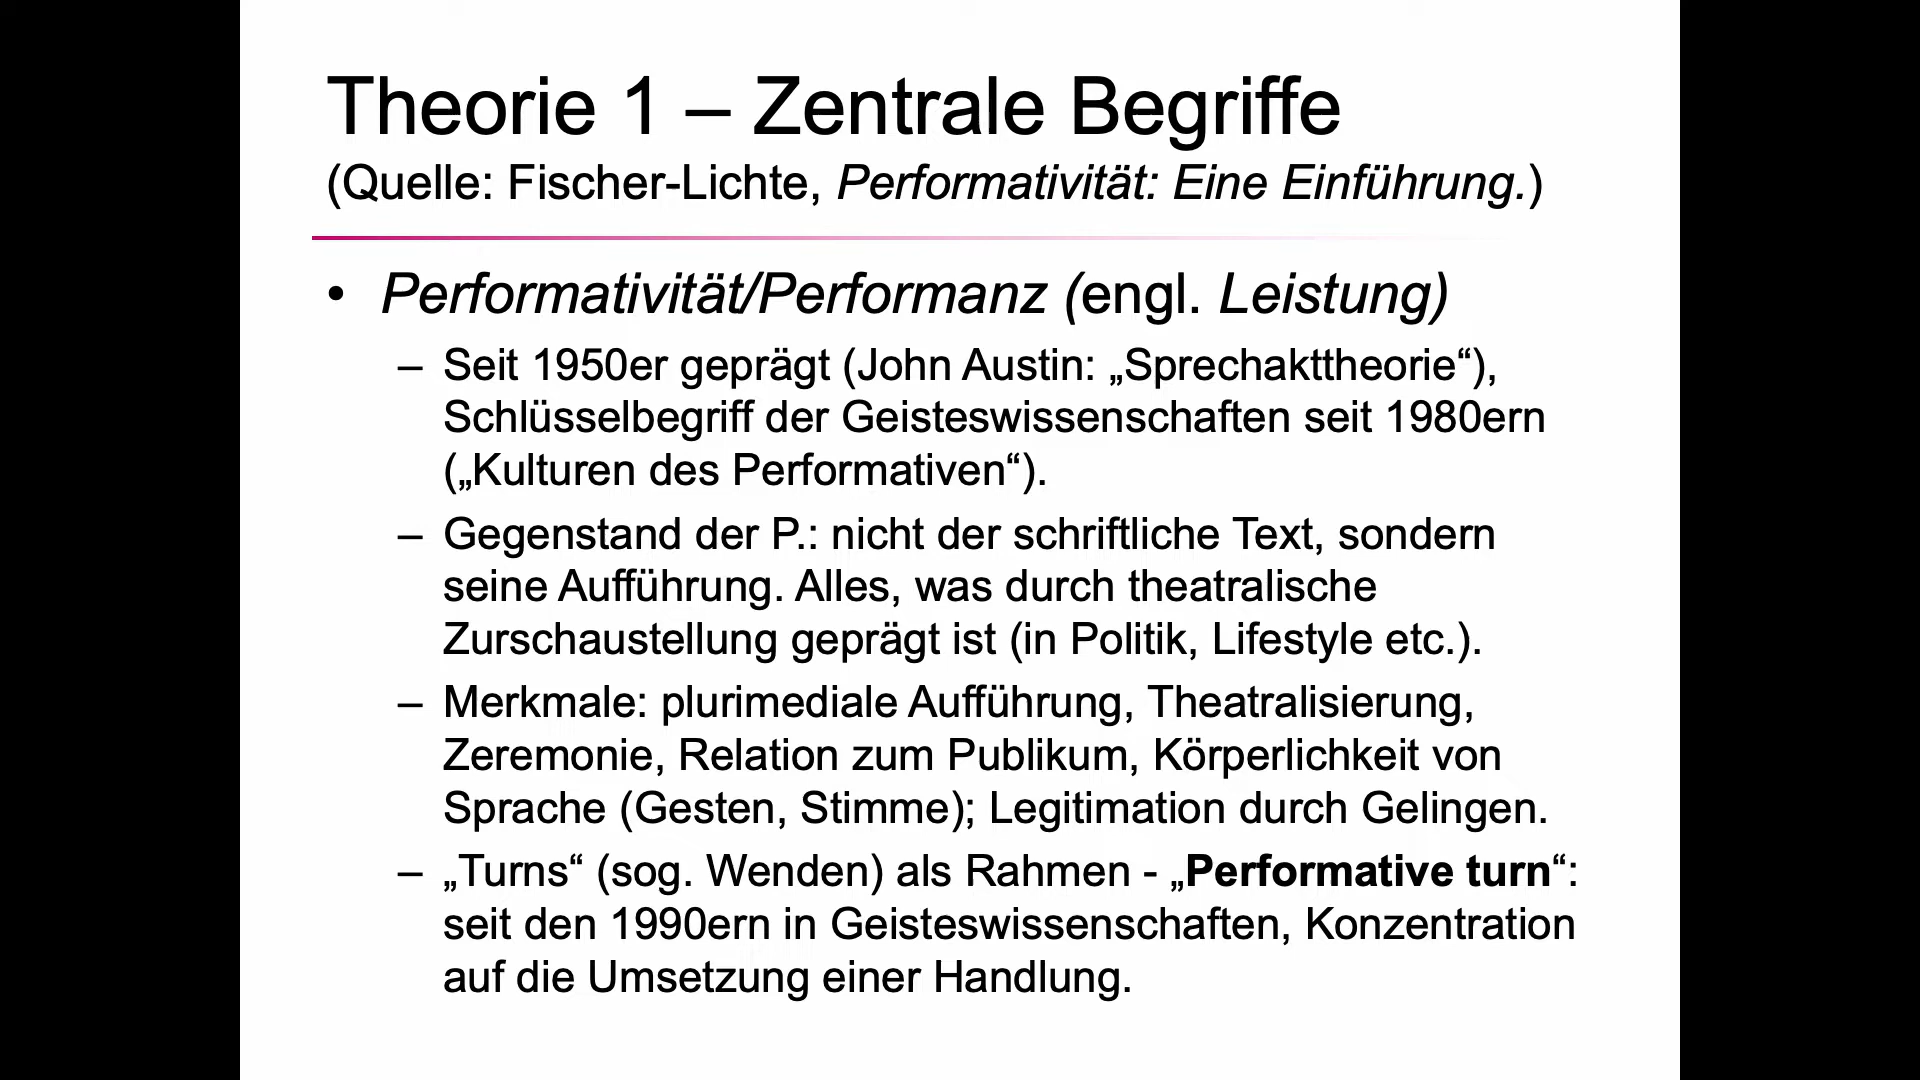 Theorie 1 – Zentrale Begriffe
(Quelle: Fischer-Lichte, Performativität: Eine Einführung.)
• Performativität/Performanz (engl. Leistung)
– Seit 1950er geprägt (John Austin: „Sprechakttheorie“),
Schlüsselbegriff der Geisteswissenschaften seit 1980ern
(„Kulturen des Performativen“).
– Gegenstand der P.: nicht der schriftliche Text, sondern
seine Aufführung. Alles, was durch theatralische
Zurschaustellung geprägt ist (in Politik, Lifestyle etc.).
– Merkmale: plurimediale Aufführung, Theatralisierung,
Zeremonie, Relation zum Publikum, Körperlichkeit von
Sprache (Gesten, Stimme); Legitimation durch Gelingen.
– „Turns“ (sog. Wenden) als Rahmen - „Performative turn“:
seit den 1990ern in Geisteswissenschaften, Konzentration
auf die Umsetzung einer Handlung.